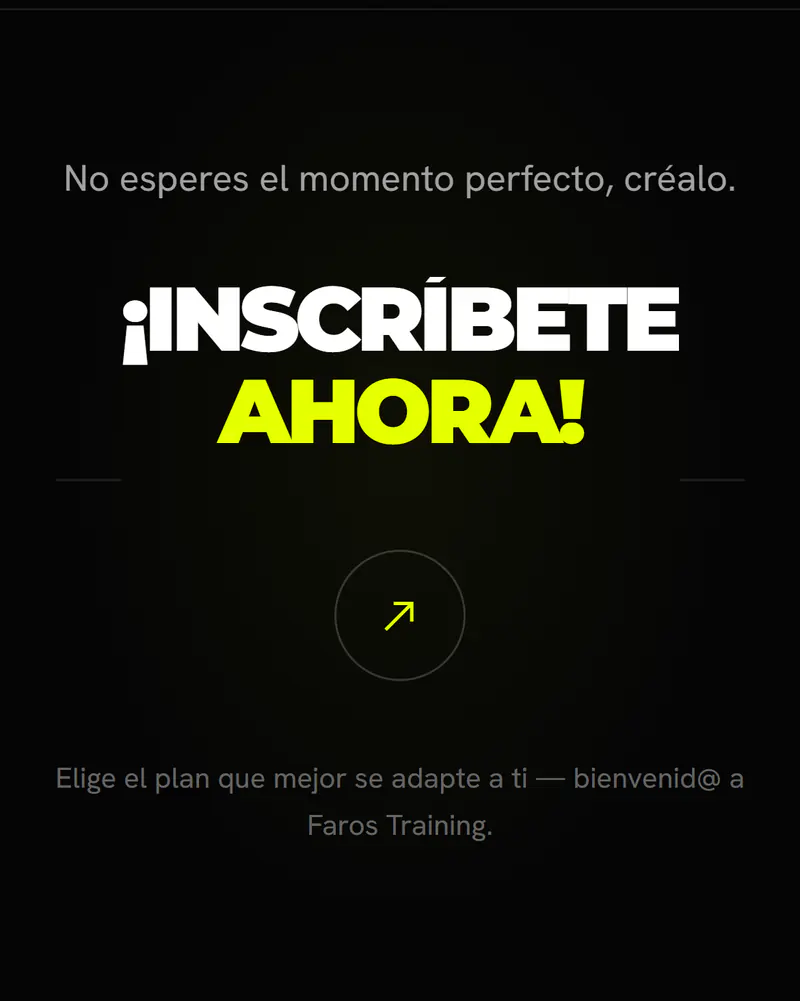 No esperes el momento perfecto, créalo.
¡INSCRÍBETE
AHORA!
Elige el plan que mejor se adapte a ti — bienvenid@ a
Faros Training.